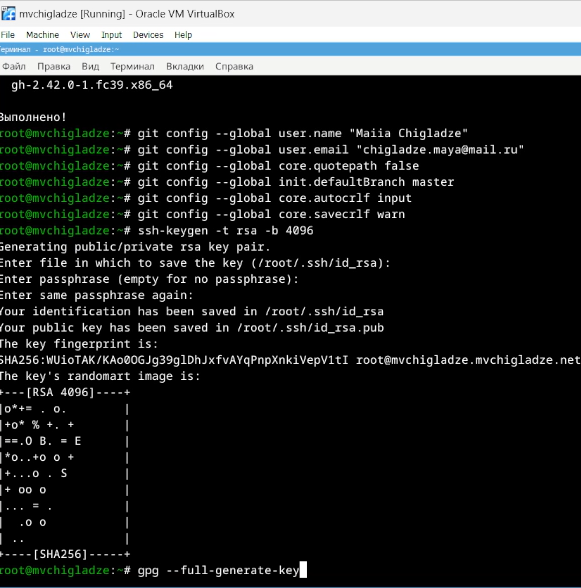 mvchigladze [Running] - Oracle VM VirtualBox
File Machine View Input Devices Help
Терминал - root@mvchigladze:~
Файл Правка Вид Терминал Вкладки Справка
gh-2.42.0-1.fc39.x86_64
Выполнено!
root@mvchigladze:~# git config --global user.name "Maiia Chigladze"
root@mvchigladze:~# git config --global user.email "chigladze.maya@mail.ru"
root@mvchigladze:~# git config --global core.quotepath false
root@mvchigladze:~# git config --global init.defaultBranch master
root@mvchigladze:~# git config --global core.autocrlf input
root@mvchigladze:~# git config --global core.savecrlf warn
root@mvchigladze:~# ssh-keygen -t rsa -b 4096
Generating public/private rsa key pair.
Enter file in which to save the key (/root/.ssh/id_rsa):
Enter passphrase (empty for no passphrase):
Enter same passphrase again:
Your identification has been saved in /root/.ssh/id_rsa
Your public key has been saved in /root/.ssh/id_rsa.pub
The key fingerprint is:
SHA256:WUioTAK/KAo0OGJg39glDhJxfvAYqPnpXnkiVepV1tI root@mvchigladze.mvchigladze.net
The key's randomart image is:
+---[RSA 4096]----+
|o*+= . o.        |
|+o* % +. +       |
|==.O B. = E      |
|*o..+o o +       |
|+...o . S        |
|+ oo o           |
|... = .          |
|  .o o           |
| ..              |
+----[SHA256]-----+
root@mvchigladze:~# gpg --full-generate-key